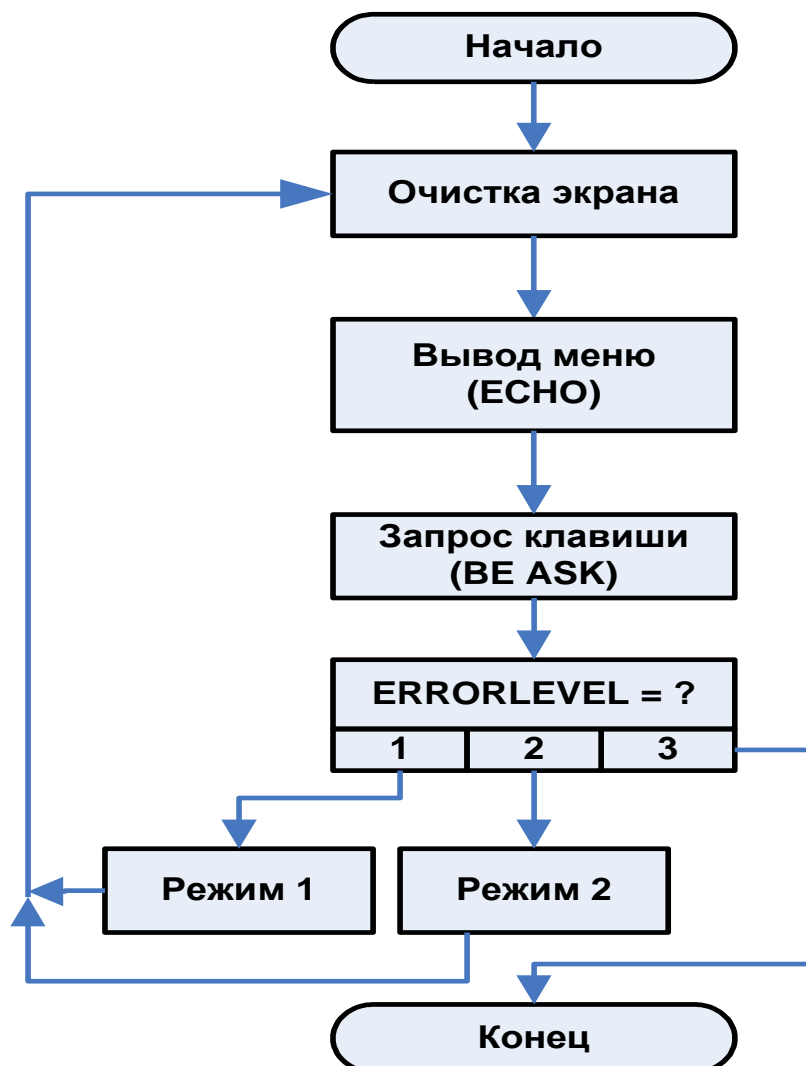 Начало
Очистка экрана
Вывод меню
(ECHO)
Запрос клавиши
(BE ASK)
ERRORLEVEL = ?
1 2 3
Режим 1 Режим 2
Конец